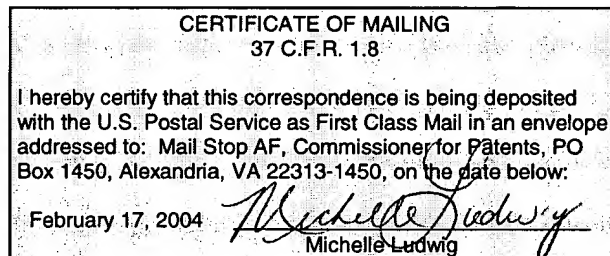 CERTIFICATE OF MAILING
37 C.F.R. 1.8
I hereby certify that this correspondence is being deposited
with the U.S. Postal Service as First Class Mail in an envelope
addressed to: Mail Stop AF, Commissioner for Patents, PO
Box 1450, Alexandria, VA 22313-1450, on the date below:
February 17, 2004 Michelle Ludwig
Michelle Ludwig